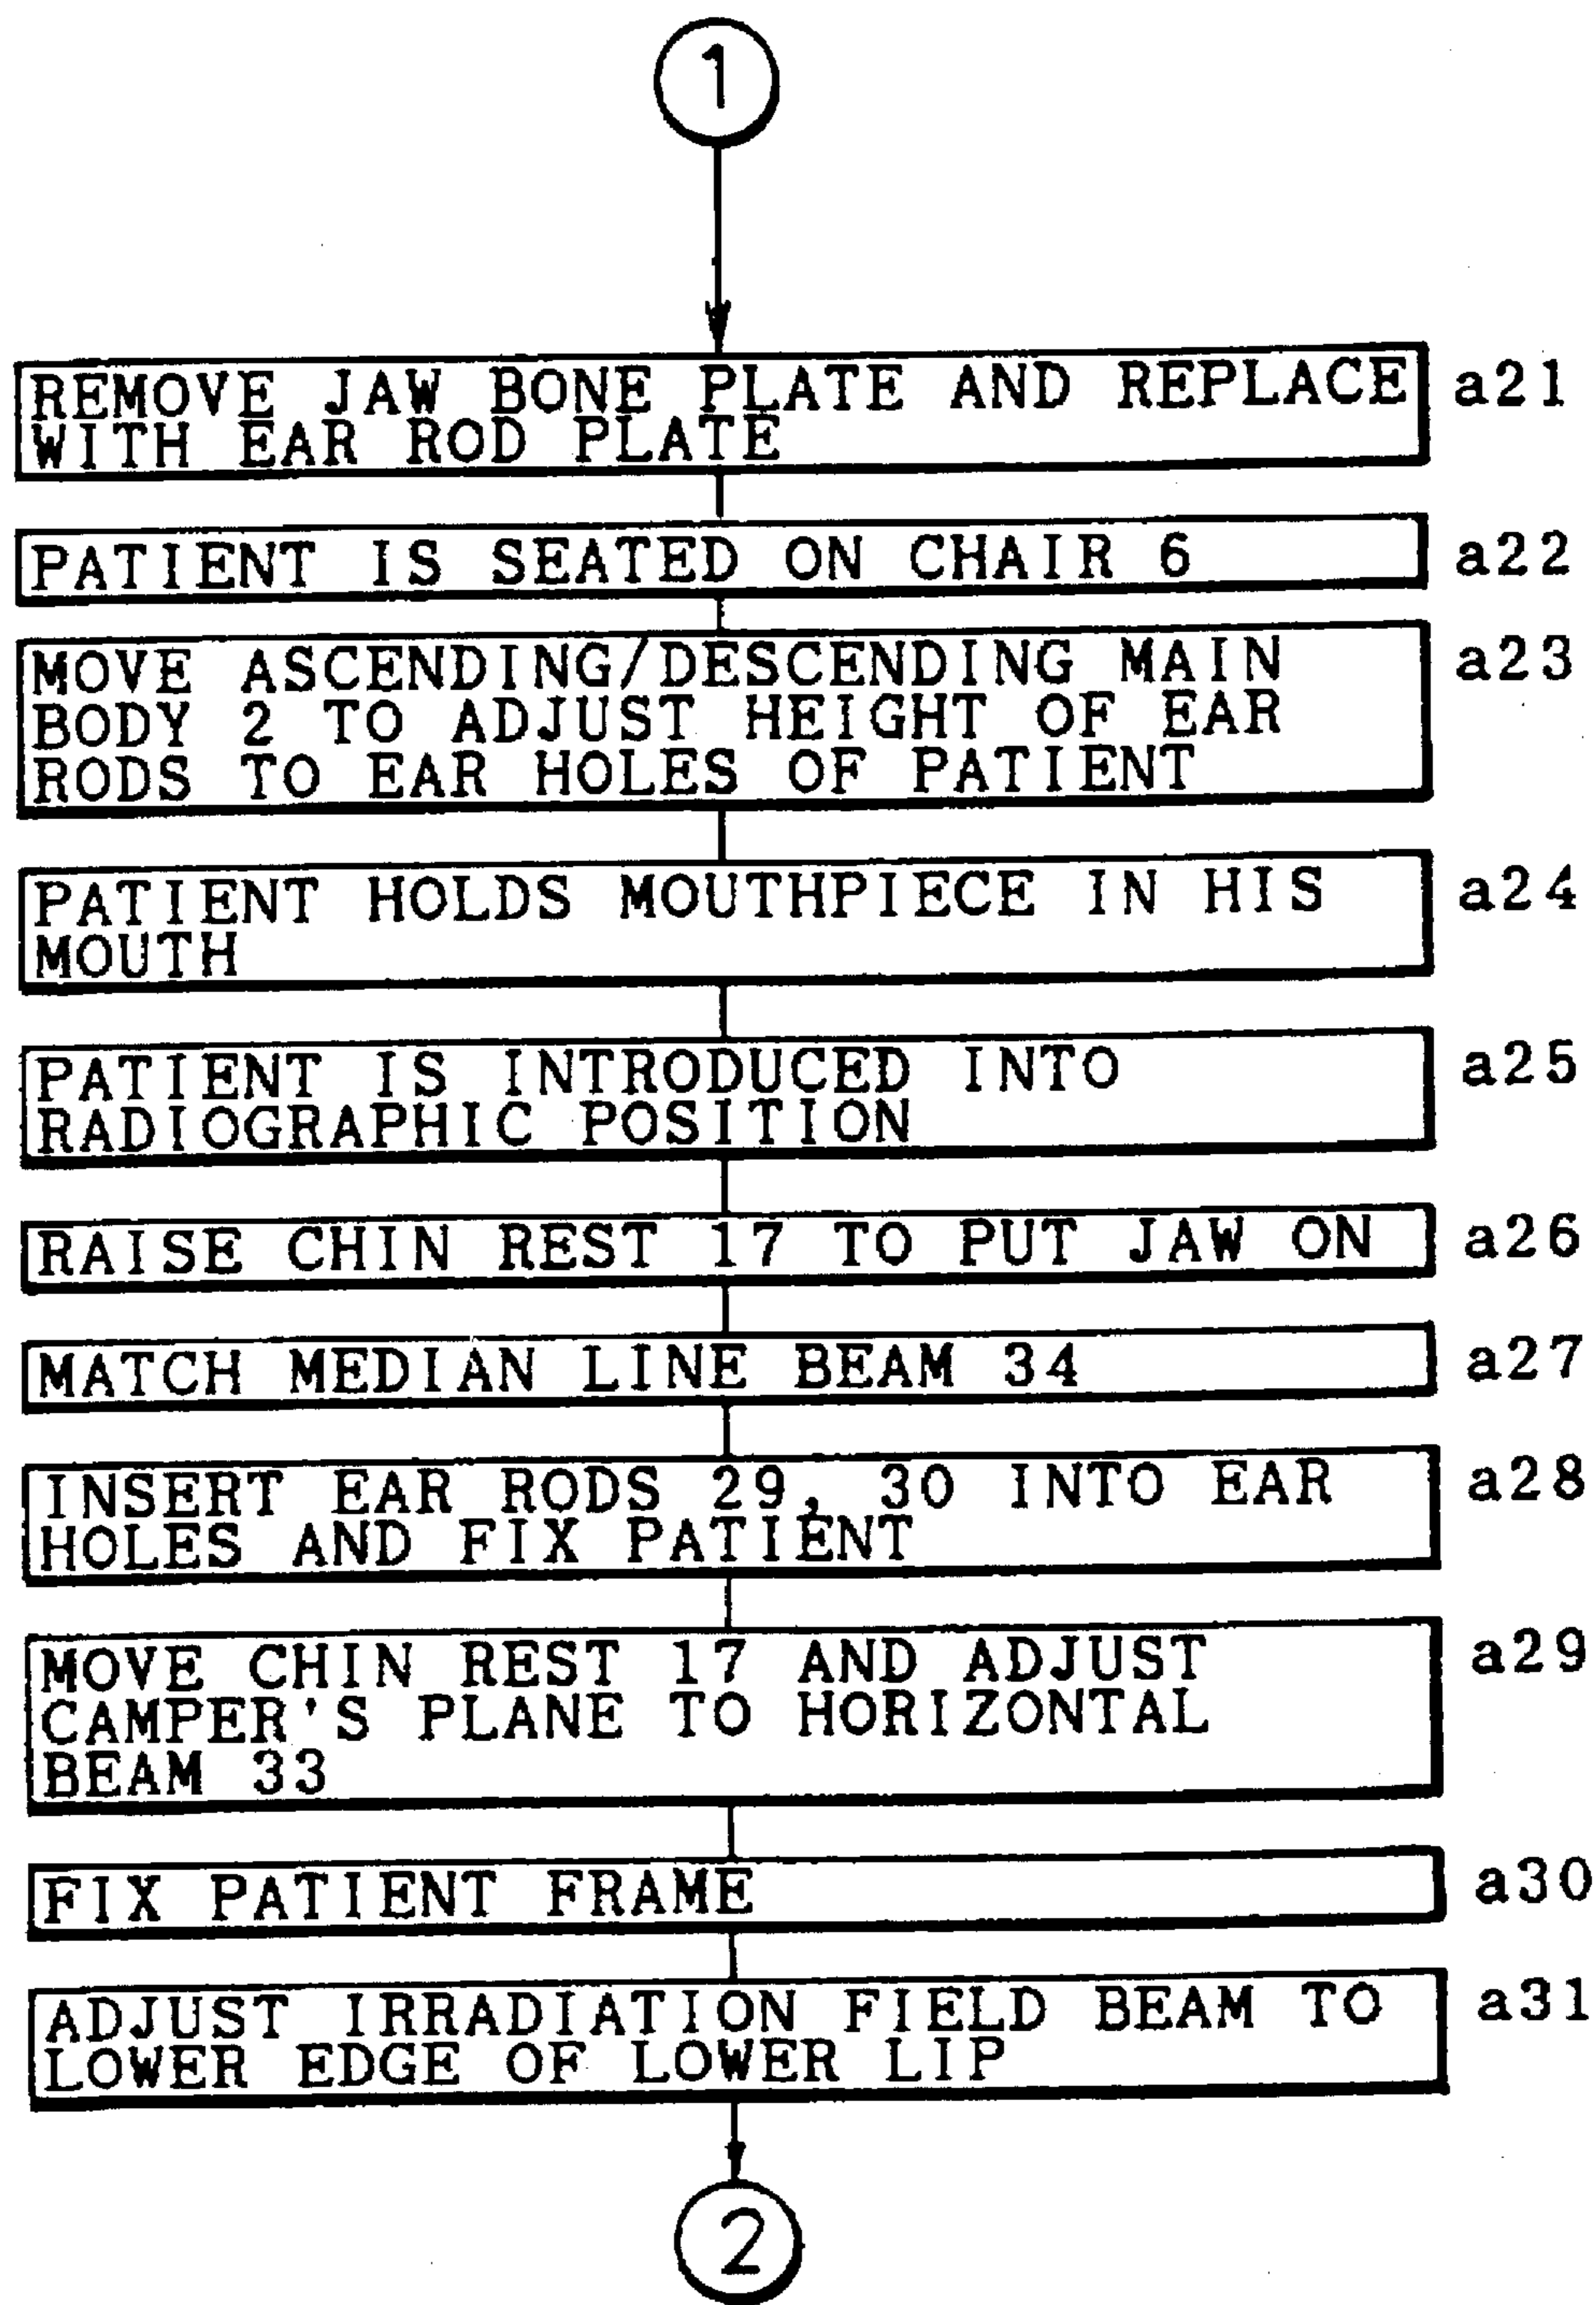 1
REMOVE JAW BONE PLATE AND REPLACE
WITH EAR ROD PLATE
a21
PATIENT IS SEATED ON CHAIR 6
a22
MOVE ASCENDING/DESCENDING MAIN
BODY 2 TO ADJUST HEIGHT OF EAR
RODS TO EAR HOLES OF PATIENT
a23
PATIENT HOLDS MOUTHPIECE IN HIS
MOUTH
a24
PATIENT IS INTRODUCED INTO
RADIOGRAPHIC POSITION
a25
RAISE CHIN REST 17 TO PUT JAW ON
a26
MATCH MEDIAN LINE BEAM 34
a27
INSERT EAR RODS 29, 30 INTO EAR
HOLES AND FIX PATIENT
a28
MOVE CHIN REST 17 AND ADJUST
CAMPER'S PLANE TO HORIZONTAL
BEAM 33
a29
FIX PATIENT FRAME
a30
ADJUST IRRADIATION FIELD BEAM TO
LOWER EDGE OF LOWER LIP
a31
2